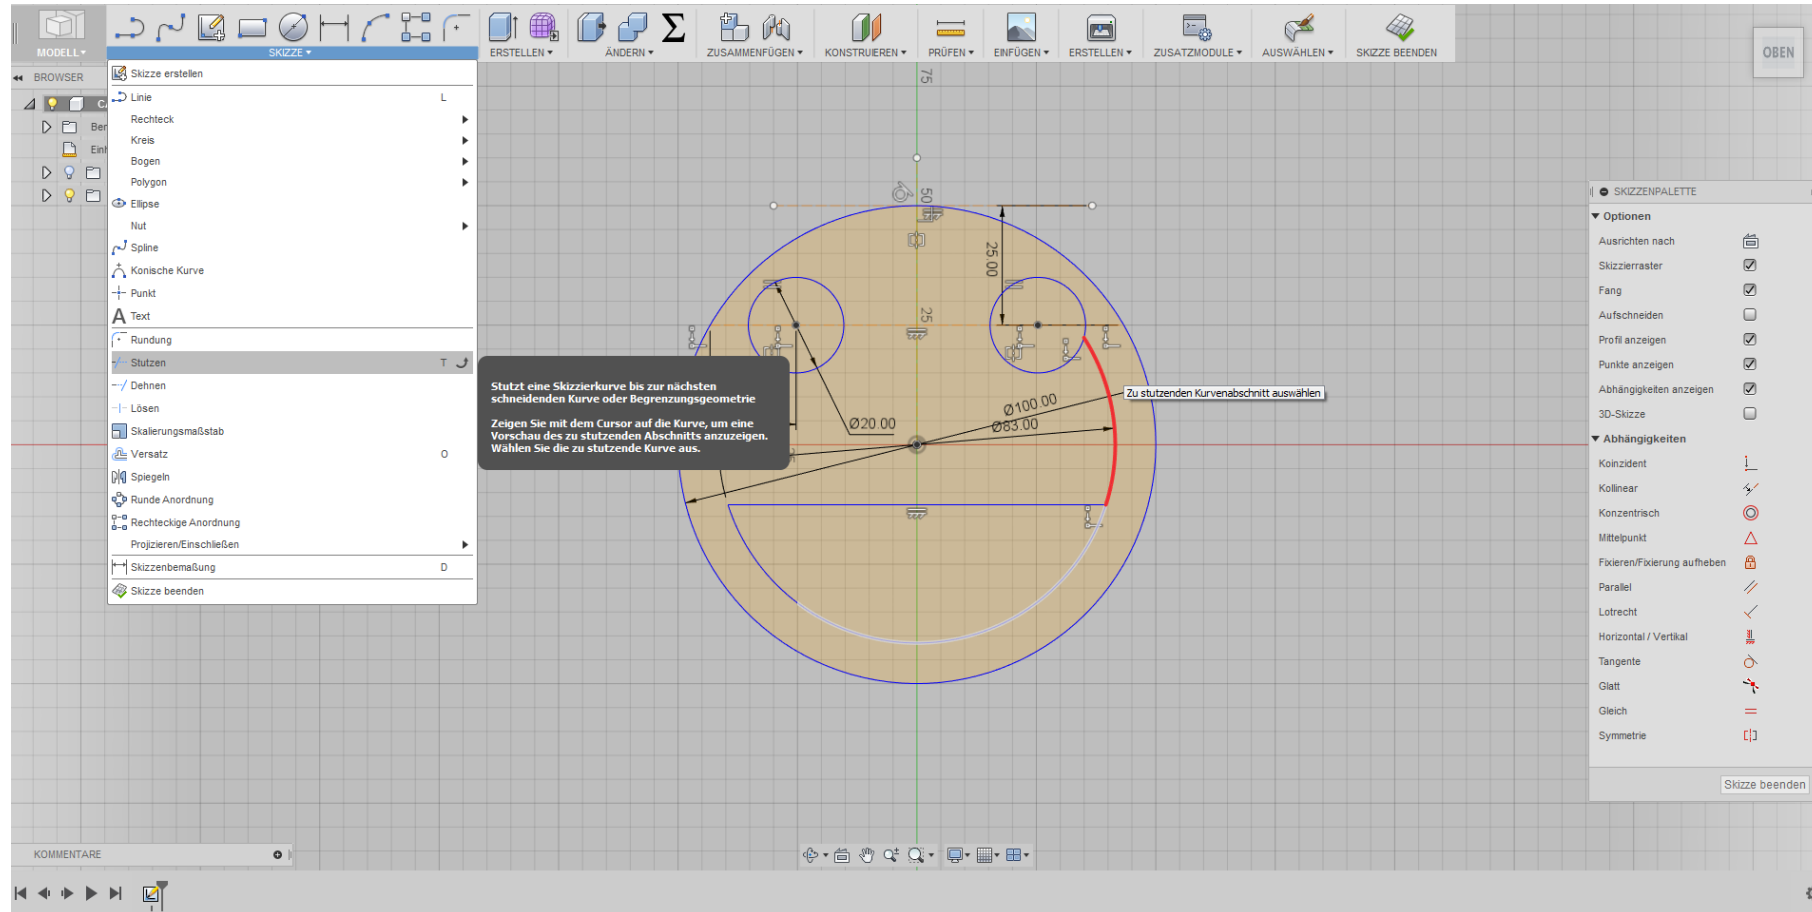 MODELL
SKIZZE
ERSTELLEN
ÄNDERN
ZUSAMMENFÜGEN
KONSTRUIEREN
PRÜFEN
EINFÜGEN
ERSTELLEN
ZUSATZMODULE
AUSWÄHLEN
SKIZZE BEENDEN
OBEN
BROWSER
Skizze erstellen
Linie L
Rechteck
Kreis
Bogen
Polygon
Ellipse
Nut
Spline
Konische Kurve
Punkt
A Text
Rundung
Stutzen T
Dehnen
Lösen
Skalierungsmaßstab
Versatz O
Spiegeln
Runde Anordnung
Rechteckige Anordnung
Projizieren/Einschließen
Skizzenbemaßung D
Skizze beenden
Stutzt eine Skizzierkurve bis zur nächsten
schneidenden Kurve oder Begrenzungsgeometrie
Zeigen Sie mit dem Cursor auf die Kurve, um eine
Vorschau des zu stutzenden Abschnitts anzuzeigen.
Wählen Sie die zu stutzende Kurve aus.
75
50
25
25.00
Ø20.00
Ø100.00
Ø83.00
Zu stutzenden Kurvenabschnitt auswählen
SKIZZENPALETTE
Optionen
Ausrichten nach
Skizzierraster
Fang
Aufschneiden
Profil anzeigen
Punkte anzeigen
Abhängigkeiten anzeigen
3D-Skizze
Abhängigkeiten
Koinzident
Kollinear
Konzentrisch
Mittelpunkt
Fixieren/Fixierung aufheben
Parallel
Lotrecht
Horizontal / Vertikal
Tangente
Glatt
Gleich
Symmetrie
Skizze beenden
KOMMENTARE